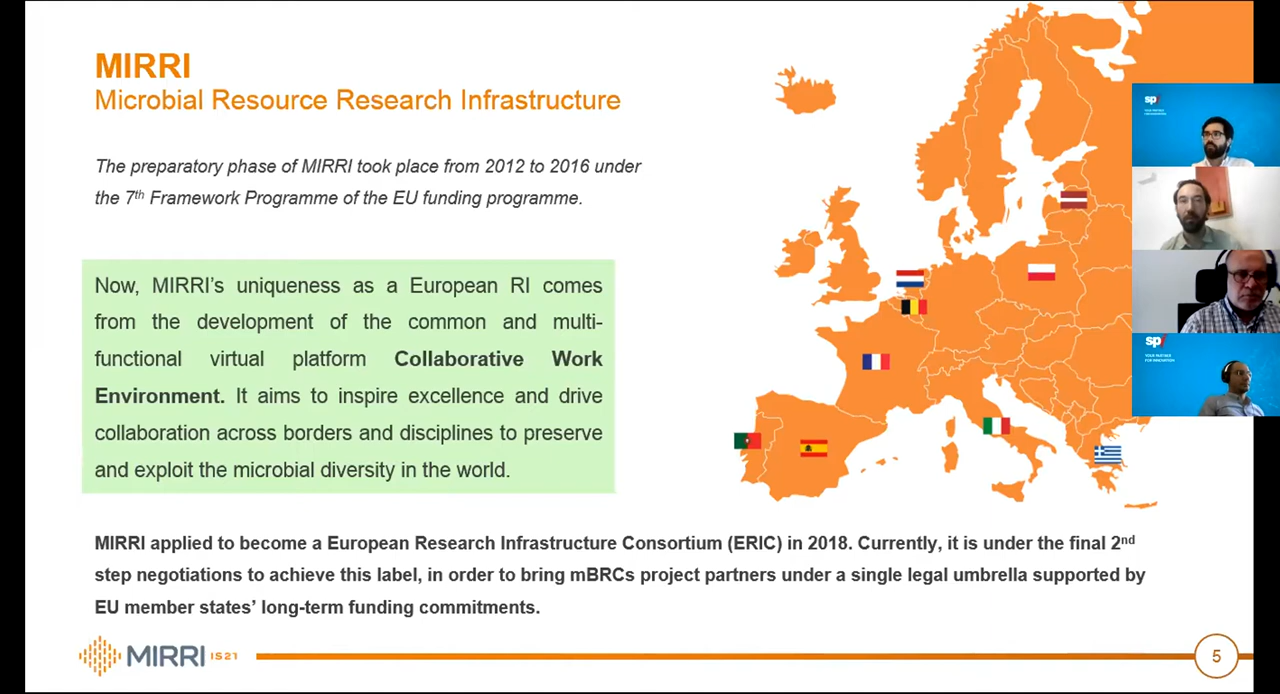 MIRRI
Microbial Resource Research Infrastructure
The preparatory phase of MIRRI took place from 2012 to 2016 under
the 7th Framework Programme of the EU funding programme.
Now, MIRRI's uniqueness as a European RI comes
from the development of the common and multi-
functional virtual platform Collaborative Work
Environment. It aims to inspire excellence and drive
collaboration across borders and disciplines to preserve
and exploit the microbial diversity in the world.
MIRRI applied to become a European Research Infrastructure Consortium (ERIC) in 2018. Currently, it is under the final 2nd
step negotiations to achieve this label, in order to bring mBRCs project partners under a single legal umbrella supported by
EU member states' long-term funding commitments.
MIRRI IS21
5
spi
spi
YOUR PARTNER
FOR INNOVATION